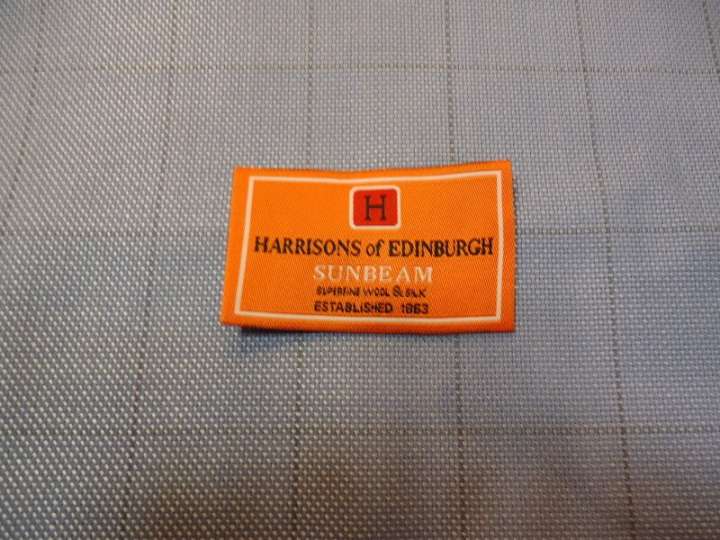 H
HARRISONS of EDINBURGH
SUNBEAM
SUPERFINE WOOL & SILK
ESTABLISHED 1863